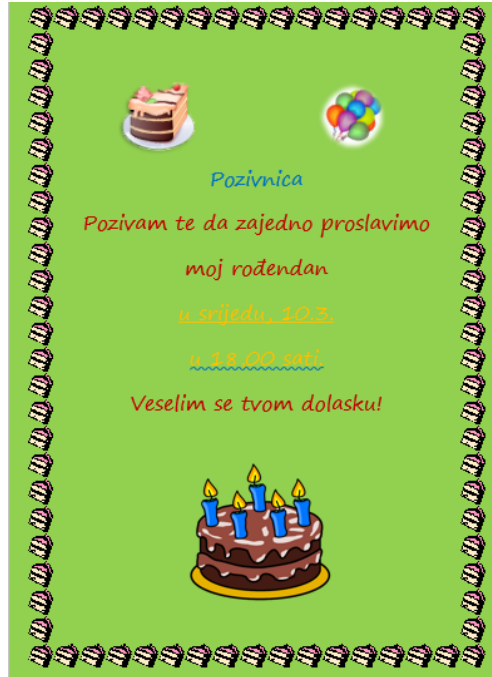 Pozivnica
Pozivam te da zajedno proslavimo
moj rođendan
u srijedu, 10.3.
u 18,00 sati.
Veselim se tvom dolasku!